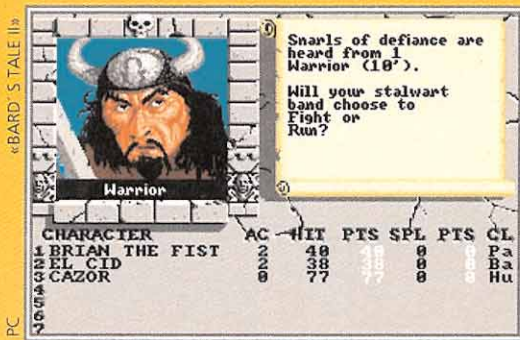 «BARD´S TALE II»
PC
Warrior
Snarls of defiance are
heard from 1
Warrior (10').
Will your stalwart
band choose to
Fight or
Run?
CHARACTER AC HIT PTS SPL PTS CL
1 BRIAN THE FIST 2 40 40 0 0 Pa
2 EL CID 2 38 38 0 0 Ba
3 CAZOR 0 77 77 0 0 Hu
4
5
6
7